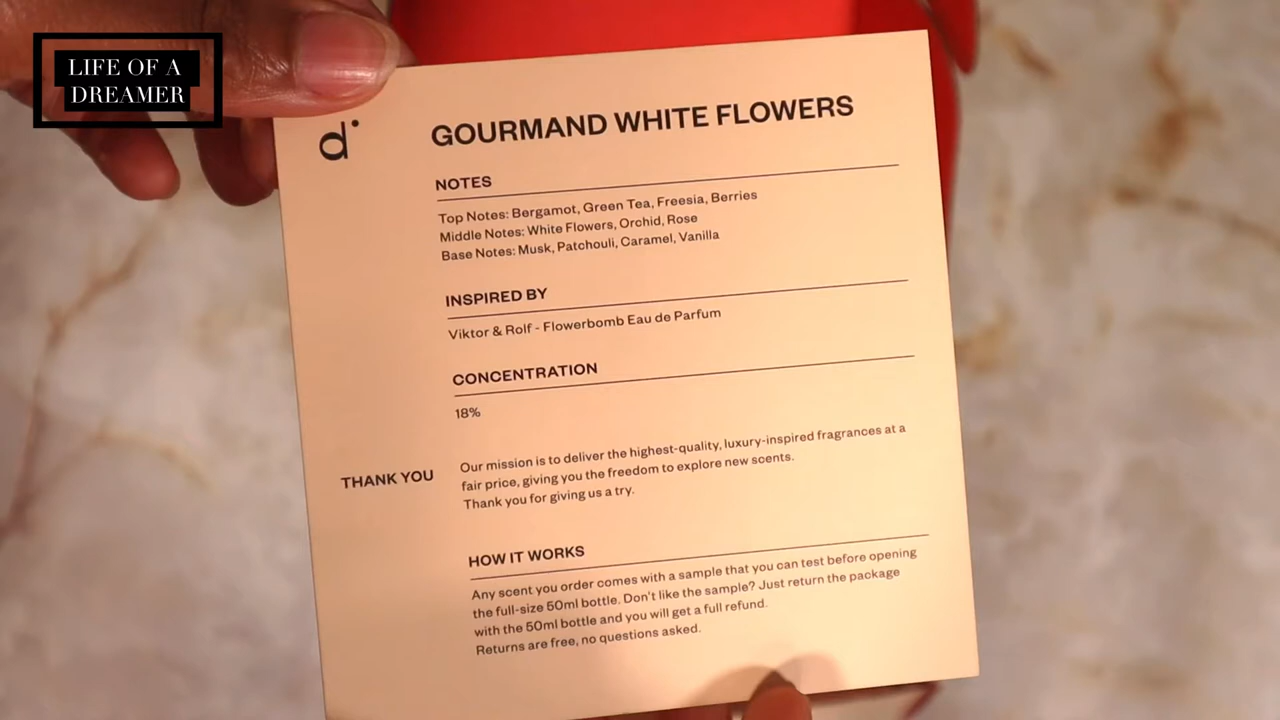 LIFE OF A
DREAMER
d
GOURMAND WHITE FLOWERS
NOTES
Top Notes: Bergamot, Green Tea, Freesia, Berries
Middle Notes: White Flowers, Orchid, Rose
Base Notes: Musk, Patchouli, Caramel, Vanilla
INSPIRED BY
Viktor & Rolf - Flowerbomb Eau de Parfum
CONCENTRATION
18%
THANK YOU
Our mission is to deliver the highest-quality, luxury-inspired fragrances at a
fair price, giving you the freedom to explore new scents.
Thank you for giving us a try.
HOW IT WORKS
Any scent you order comes with a sample that you can test before opening
the full-size 50ml bottle. Don't like the sample? Just return the package
with the 50ml bottle and you will get a full refund.
Returns are free, no questions asked.